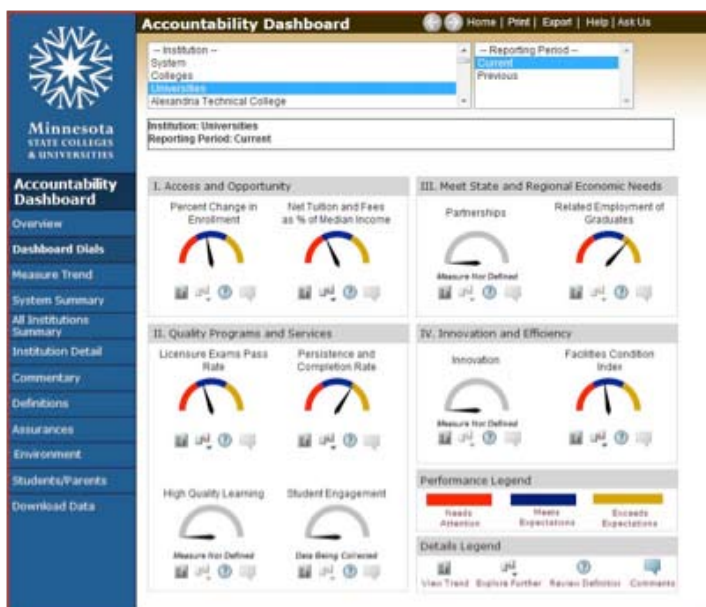 Accountability Dashboard
Home | Print | Export | Help | Ask Us
Minnesota
STATE COLLEGES
& UNIVERSITIES
-- Institution --
System
Colleges
Universities
Alexandria Technical College
-- Reporting Period --
Current
Previous
Institution: Universities
Reporting Period: Current
Accountability
Dashboard
Overview
Dashboard Dials
Measure Trend
System Summary
All Institutions
Summary
Institution Detail
Commentary
Definitions
Assurances
Environment
Students/Parents
Download Data
I. Access and Opportunity
Percent Change in
Enrollment
Net Tuition and Fees
as % of Median Income
II. Quality Programs and Services
Licensure Exams Pass
Rate
Persistence and
Completion Rate
High Quality Learning
Measure Not Defined
Student Engagement
Data Being Collected
III. Meet State and Regional Economic Needs
Partnerships
Measure Not Defined
Related Employment of
Graduates
IV. Innovation and Efficiency
Innovation
Measure Not Defined
Facilities Condition
Index
Performance Legend
Needs
Attention
Meets
Expectations
Exceeds
Expectations
Details Legend
View Trend
Explore Further
Review Definition
Comments